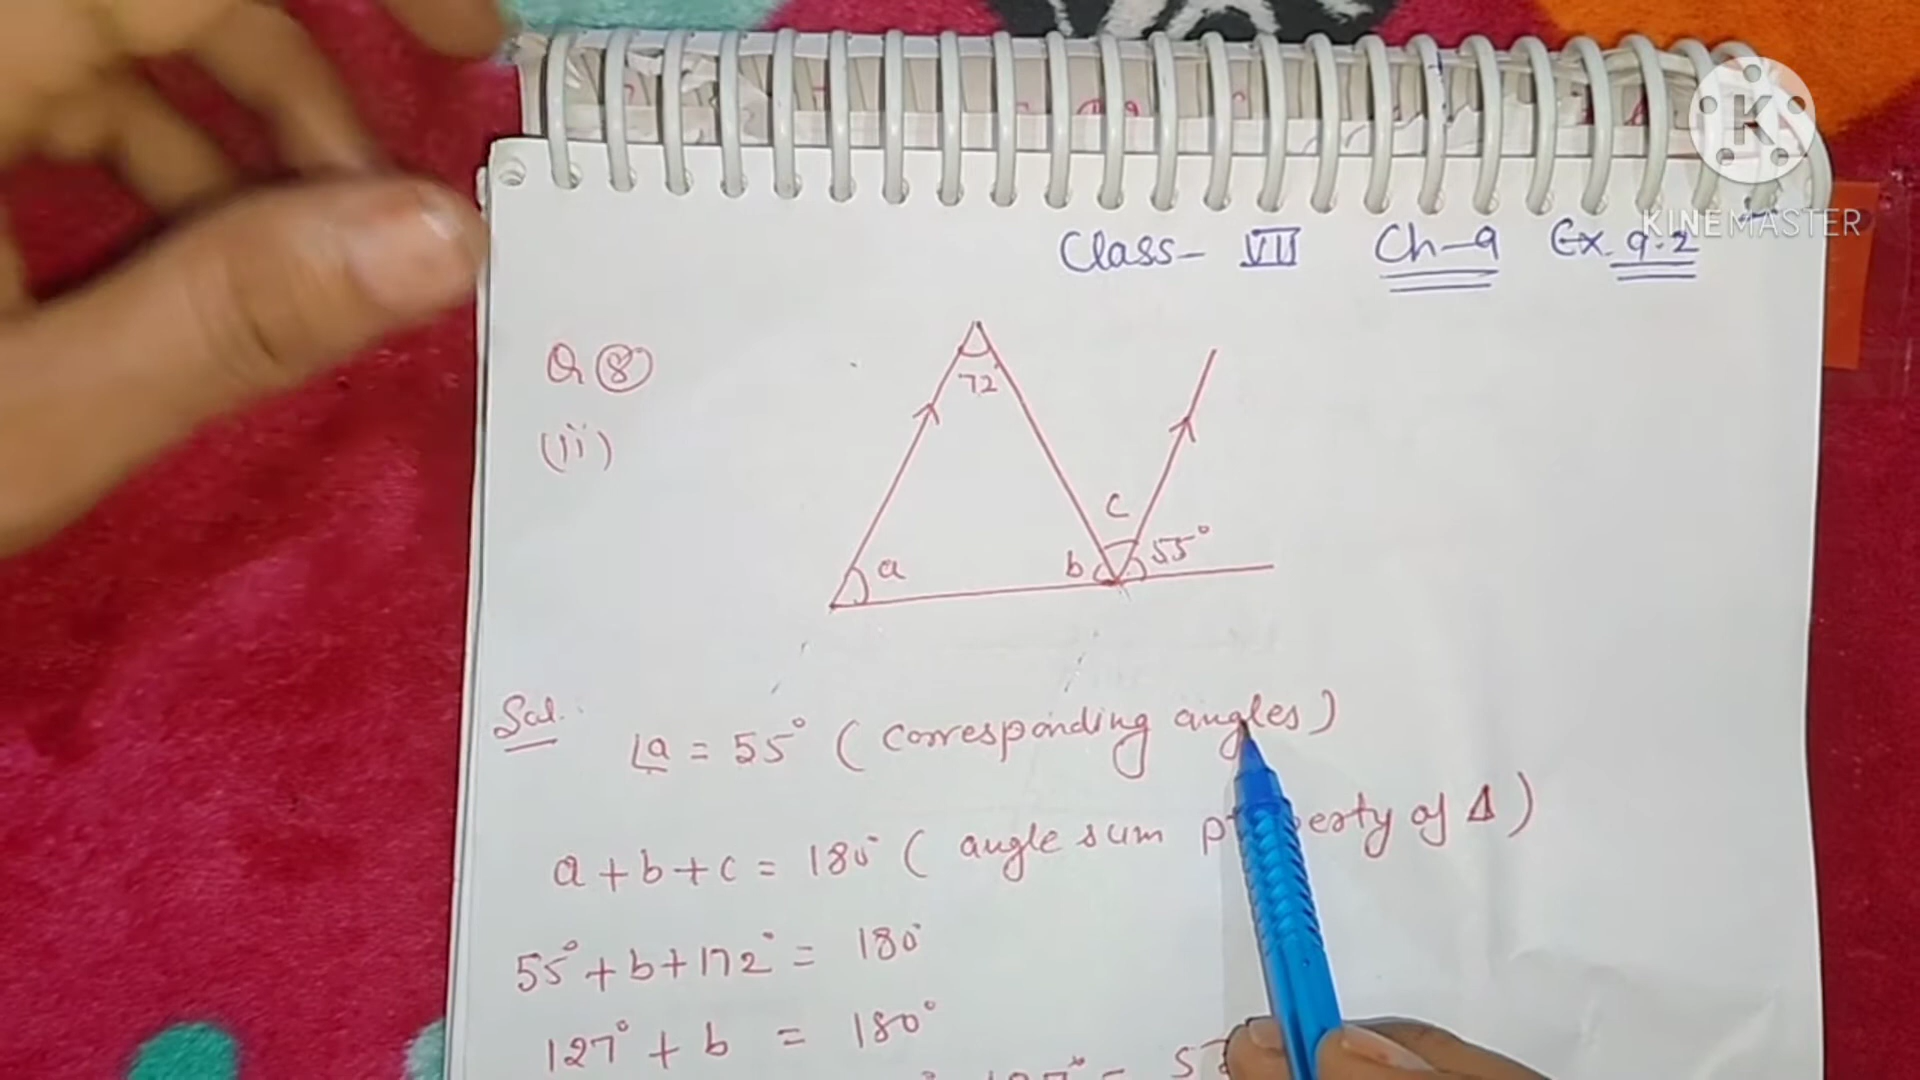 K
KINEMASTER
Class- VII Ch-9 Ex. 9.2
Q (8)
(ii)
72°
C
a
b
55°
Sol.
∠a = 55° (corresponding angles)
a + b + c = 180° (angle sum property of Δ)
55° + b + 172° = 180°
127° + b = 180°